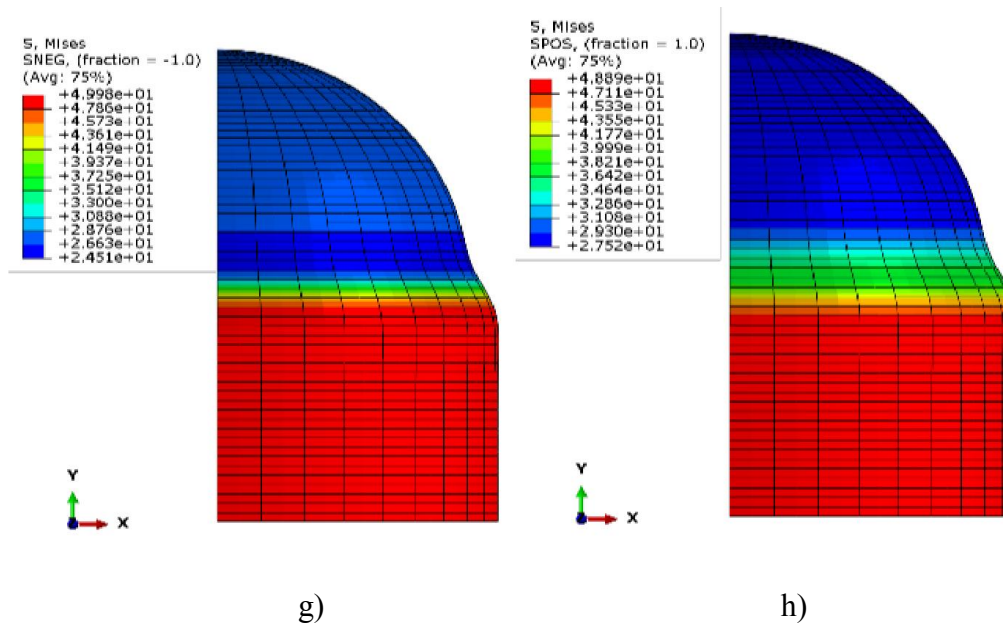 S, Mises
SNEG, (fraction = -1.0)
(Avg: 75%)
+4.998e+01
+4.786e+01
+4.573e+01
+4.361e+01
+4.149e+01
+3.937e+01
+3.725e+01
+3.512e+01
+3.300e+01
+3.088e+01
+2.876e+01
+2.663e+01
+2.451e+01
Y
X
S, Mises
SPOS, (fraction = 1.0)
(Avg: 75%)
+4.889e+01
+4.711e+01
+4.533e+01
+4.355e+01
+4.177e+01
+3.999e+01
+3.821e+01
+3.642e+01
+3.464e+01
+3.286e+01
+3.108e+01
+2.930e+01
+2.752e+01
Y
X
g)
h)